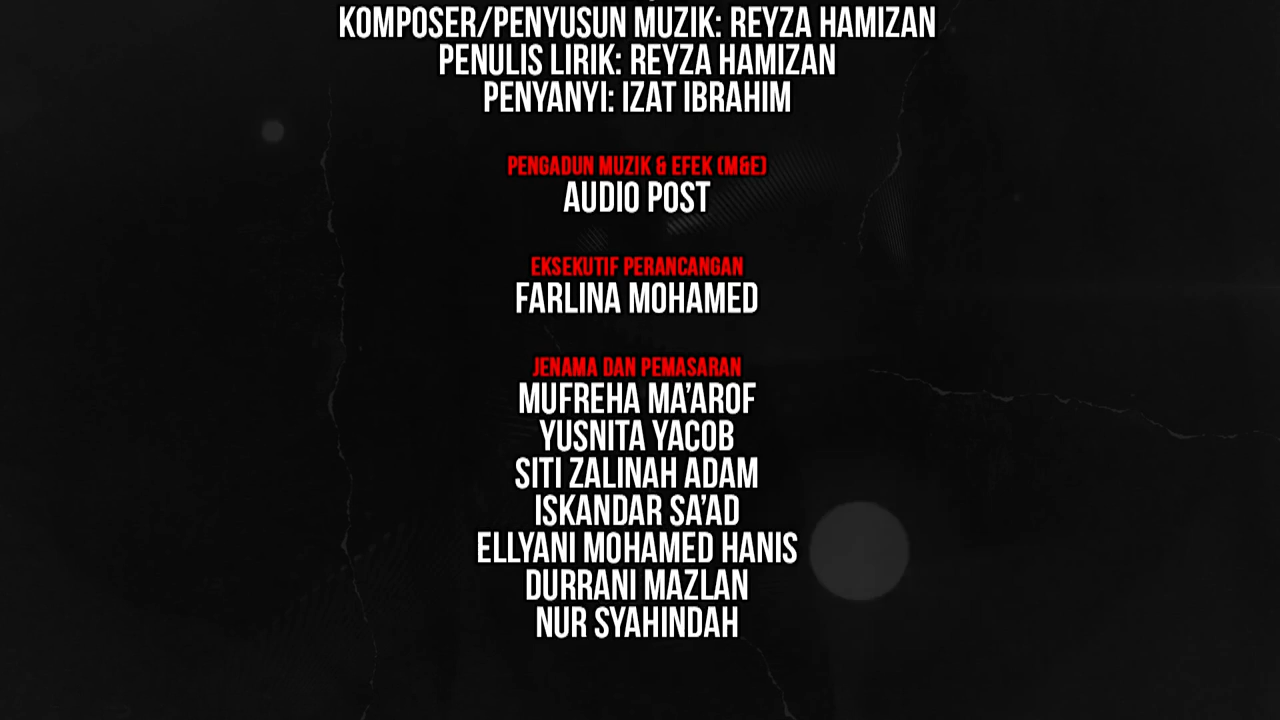 KOMPOSER/PENYUSUN MUZIK: REYZA HAMIZAN
PENULIS LIRIK: REYZA HAMIZAN
PENYANYI: IZAT IBRAHIM
PENGADUN MUZIK & EFEK (M&E)
AUDIO POST
EKSEKUTIF PERANCANGAN
FARLINA MOHAMED
JENAMA DAN PEMASARAN
MUFREHA MA'AROF
YUSNITA YACOB
SITI ZALINAH ADAM
ISKANDAR SA'AD
ELLYANI MOHAMED HANIS
DURRANI MAZLAN
NUR SYAHINDAH